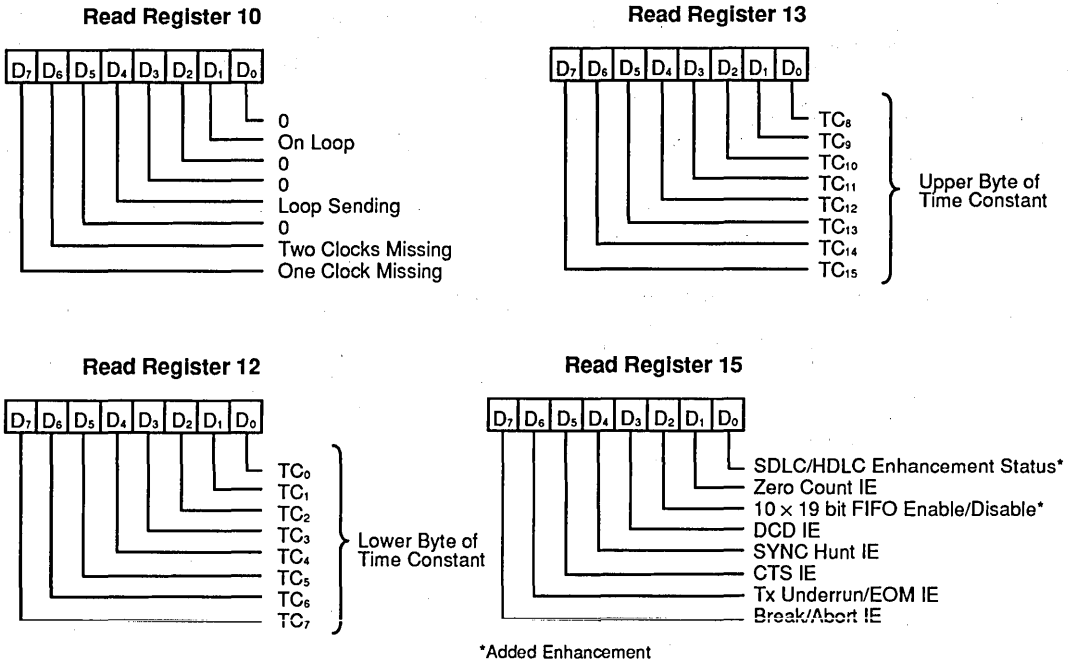 Read Register 10
D₇ D₆ D₅ D₄ D₃ D₂ D₁ D₀
0
On Loop
0
0
Loop Sending
0
Two Clocks Missing
One Clock Missing
Read Register 13
D₇ D₆ D₅ D₄ D₃ D₂ D₁ D₀
TC₈
TC₉
TC₁₀
TC₁₁
TC₁₂
TC₁₃
TC₁₄
TC₁₅
Upper Byte of
Time Constant
Read Register 12
D₇ D₆ D₅ D₄ D₃ D₂ D₁ D₀
TC₀
TC₁
TC₂
TC₃
TC₄
TC₅
TC₆
TC₇
Lower Byte of
Time Constant
Read Register 15
D₇ D₆ D₅ D₄ D₃ D₂ D₁ D₀
SDLC/HDLC Enhancement Status*
Zero Count IE
10 × 19 bit FIFO Enable/Disable*
DCD IE
SYNC Hunt IE
CTS IE
Tx Underrun/EOM IE
Break/Abort IE
*Added Enhancement